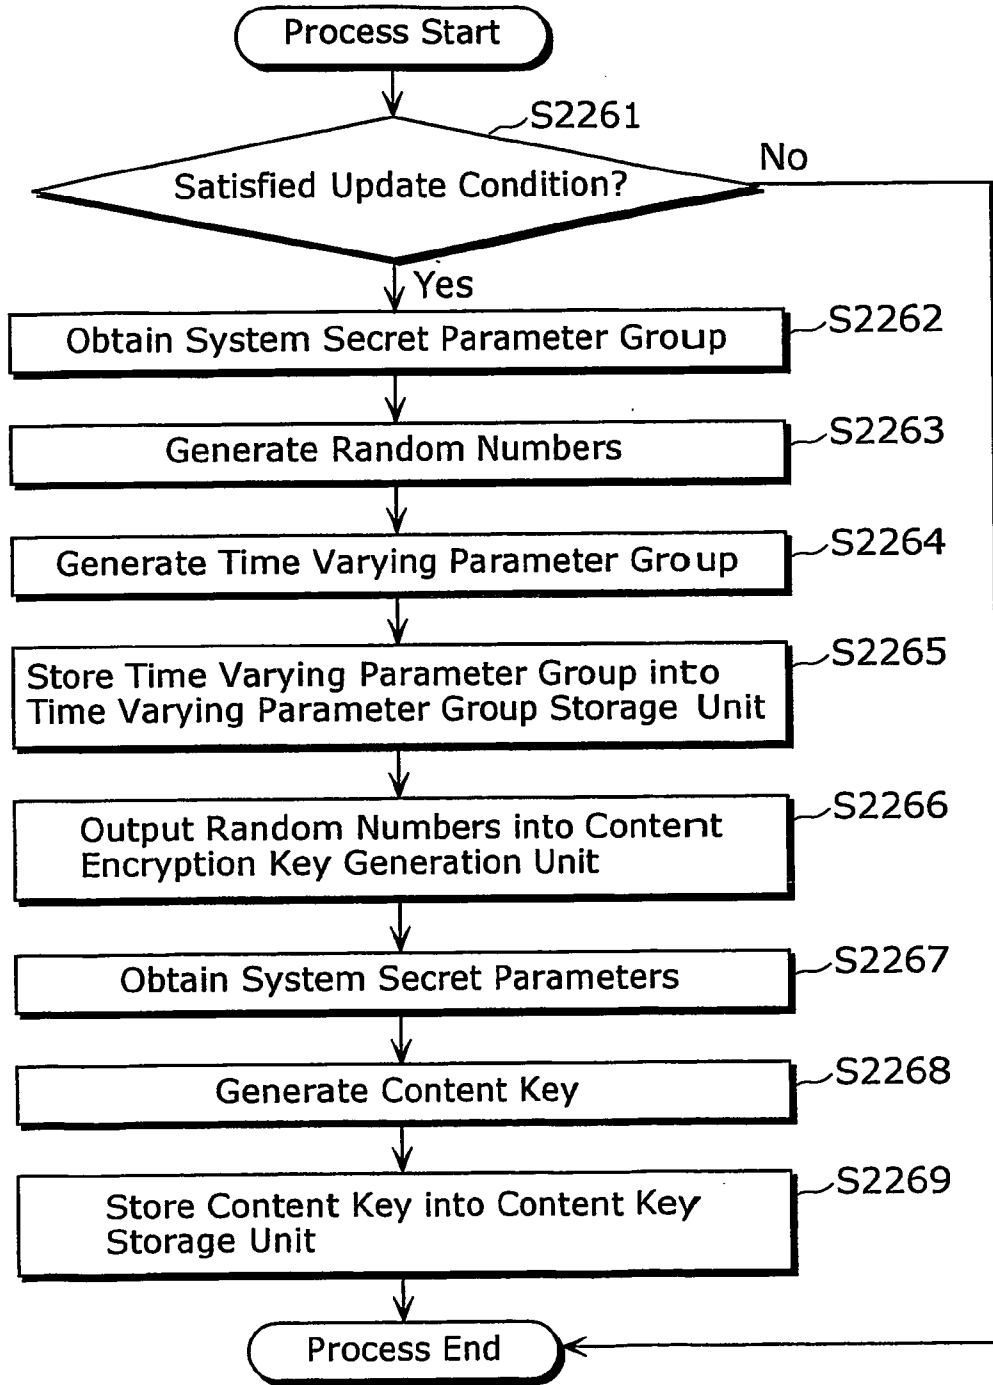 Process Start
S2261
No
Satisfied Update Condition?
Yes
S2262
Obtain System Secret Parameter Group
S2263
Generate Random Numbers
S2264
Generate Time Varying Parameter Group
S2265
Store Time Varying Parameter Group into
Time Varying Parameter Group Storage Unit
S2266
Output Random Numbers into Content
Encryption Key Generation Unit
S2267
Obtain System Secret Parameters
S2268
Generate Content Key
S2269
Store Content Key into Content Key
Storage Unit
Process End